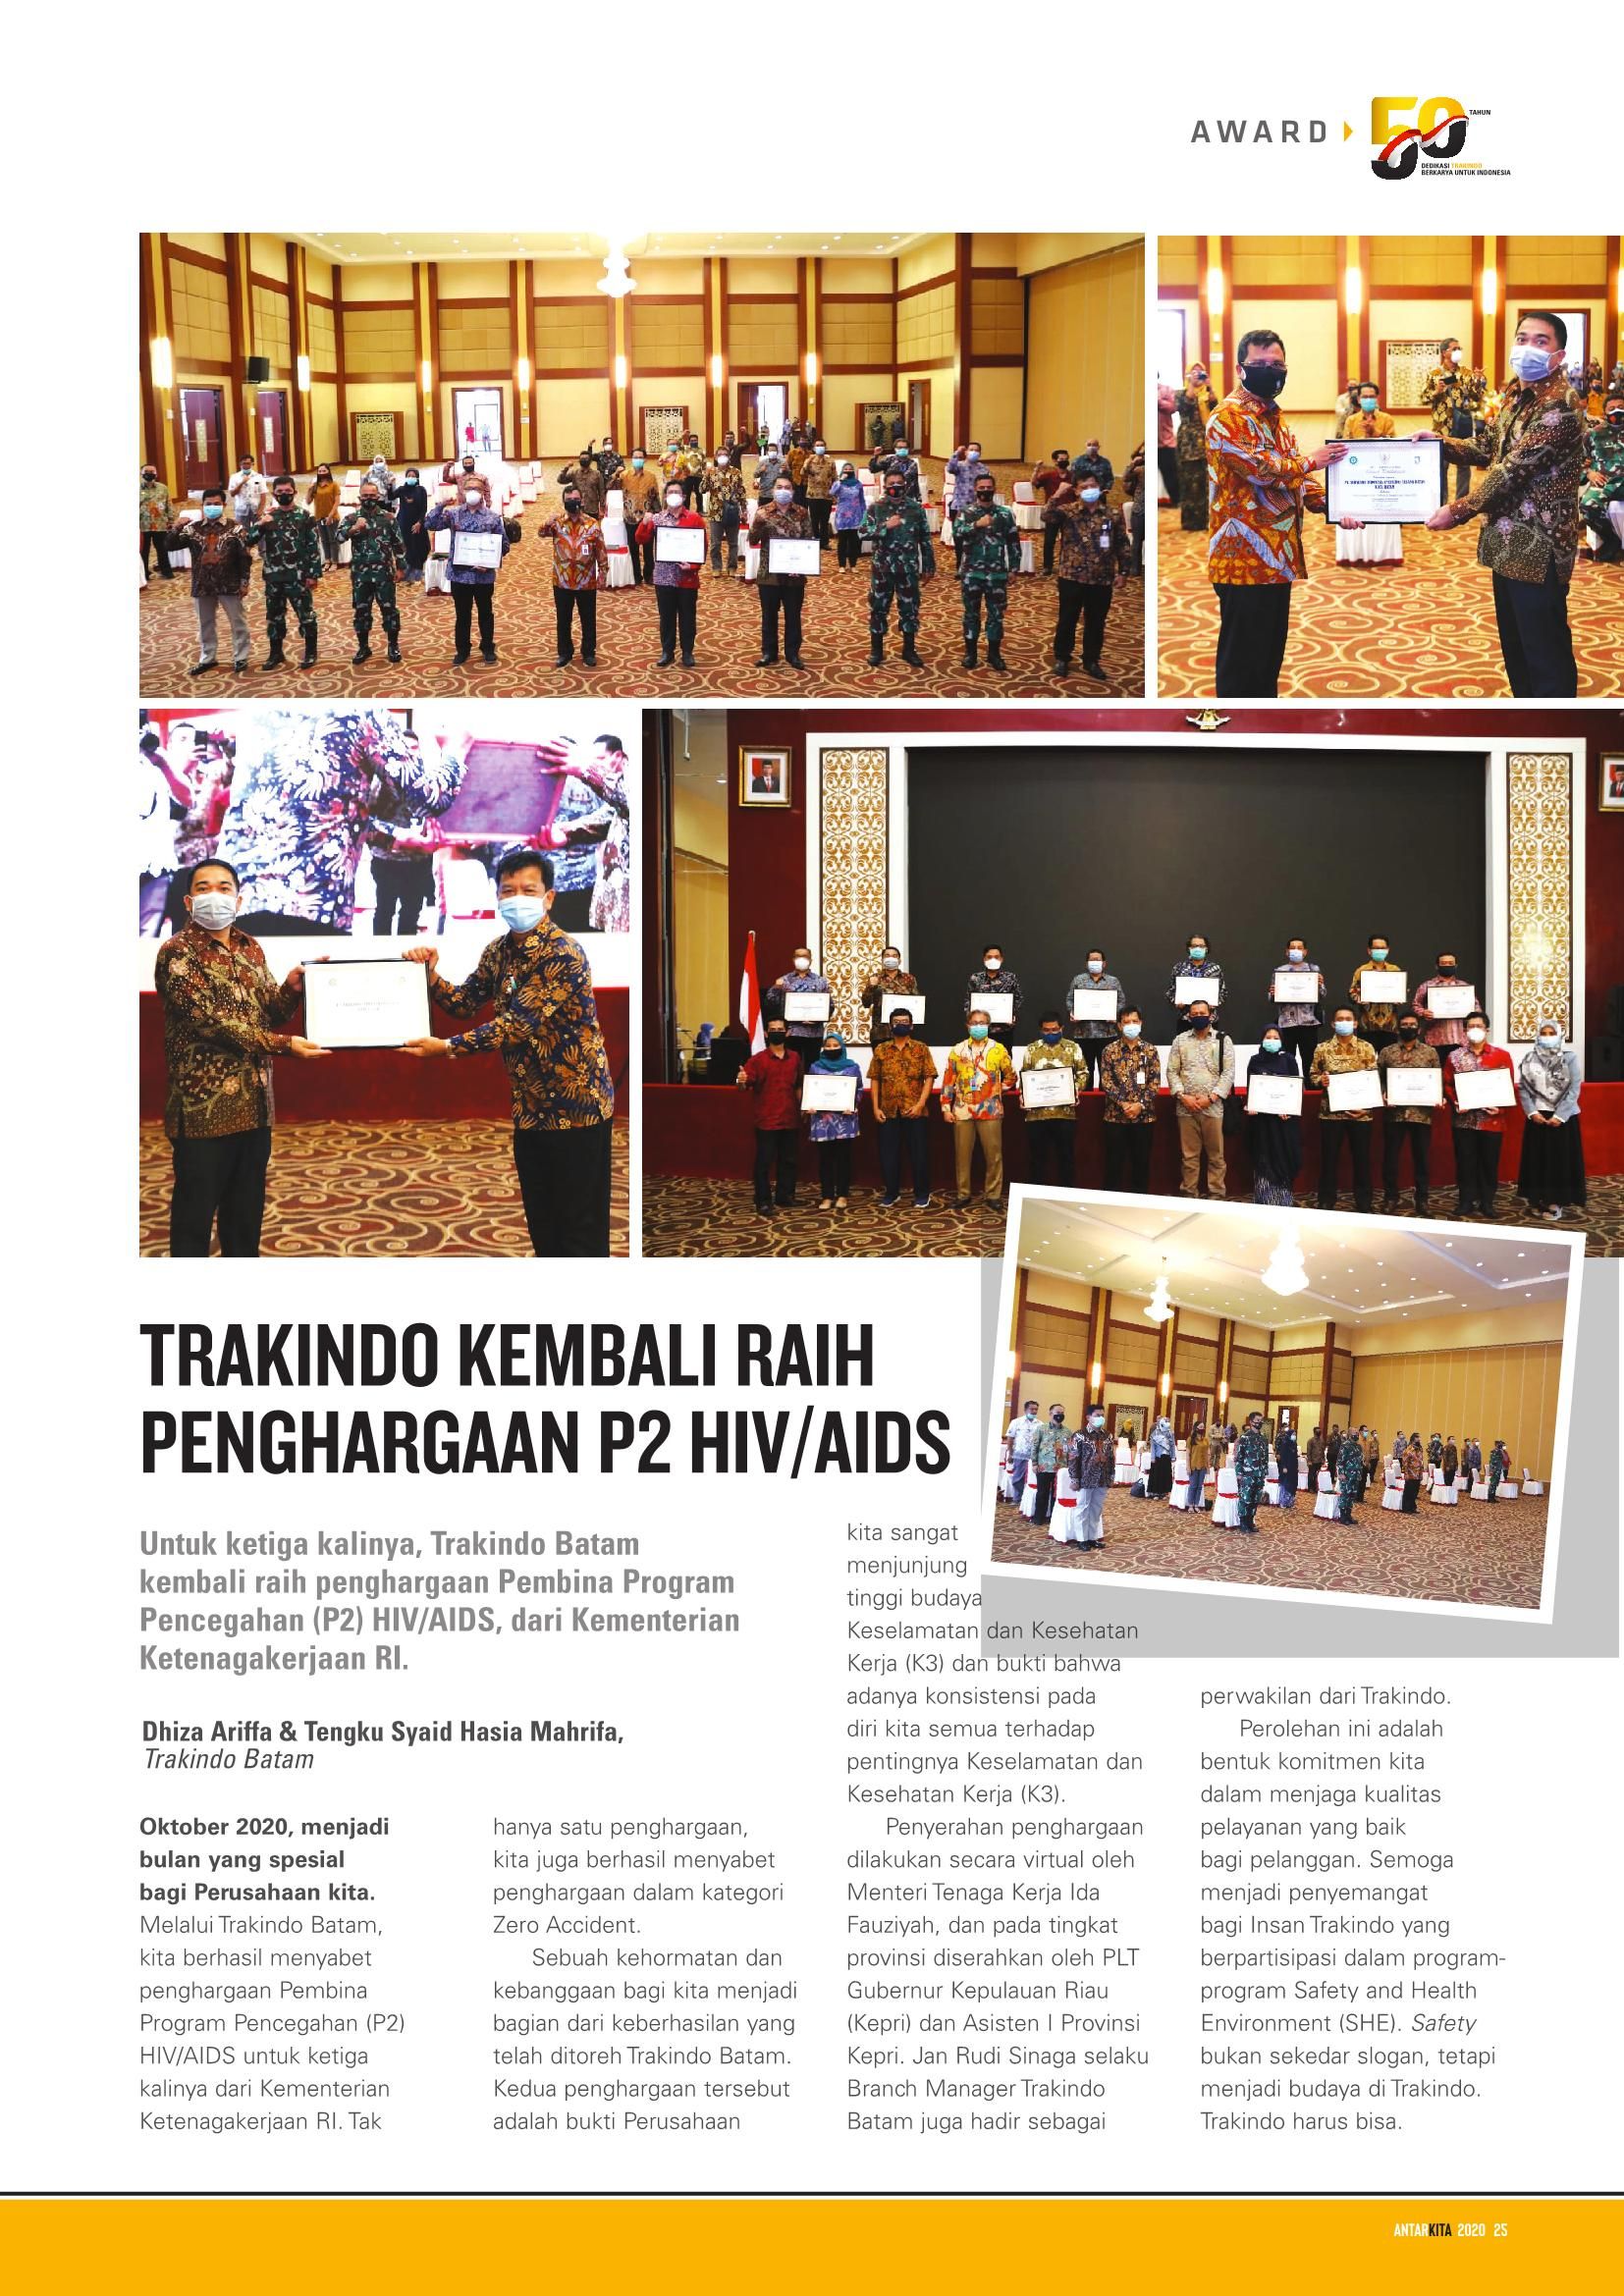 AWARD
50
TAHUN
DEDIKASI TRAKINDO
BERKARYA UNTUK INDONESIA
TRAKINDO KEMBALI RAIH
PENGHARGAAN P2 HIV/AIDS
Untuk ketiga kalinya, Trakindo Batam
kembali raih penghargaan Pembina Program
Pencegahan (P2) HIV/AIDS, dari Kementerian
Ketenagakerjaan RI.
Dhiza Ariffa & Tengku Syaid Hasia Mahrifa,
Trakindo Batam
Oktober 2020, menjadi
bulan yang spesial
bagi Perusahaan kita.
Melalui Trakindo Batam,
kita berhasil menyabet
penghargaan Pembina
Program Pencegahan (P2)
HIV/AIDS untuk ketiga
kalinya dari Kementerian
Ketenagakerjaan RI. Tak
hanya satu penghargaan,
kita juga berhasil menyabet
penghargaan dalam kategori
Zero Accident.
Sebuah kehormatan dan
kebanggaan bagi kita menjadi
bagian dari keberhasilan yang
telah ditoreh Trakindo Batam.
Kedua penghargaan tersebut
adalah bukti Perusahaan
kita sangat
menjunjung
tinggi budaya
Keselamatan dan Kesehatan
Kerja (K3) dan bukti bahwa
adanya konsistensi pada
diri kita semua terhadap
pentingnya Keselamatan dan
Kesehatan Kerja (K3).
Penyerahan penghargaan
dilakukan secara virtual oleh
Menteri Tenaga Kerja Ida
Fauziyah, dan pada tingkat
provinsi diserahkan oleh PLT
Gubernur Kepulauan Riau
(Kepri) dan Asisten I Provinsi
Kepri. Jan Rudi Sinaga selaku
Branch Manager Trakindo
Batam juga hadir sebagai
perwakilan dari Trakindo.
Perolehan ini adalah
bentuk komitmen kita
dalam menjaga kualitas
pelayanan yang baik
bagi pelanggan. Semoga
menjadi penyemangat
bagi Insan Trakindo yang
berpartisipasi dalam program-
program Safety and Health
Environment (SHE). Safety
bukan sekedar slogan, tetapi
menjadi budaya di Trakindo.
Trakindo harus bisa.
ANTARKITA 2020 25